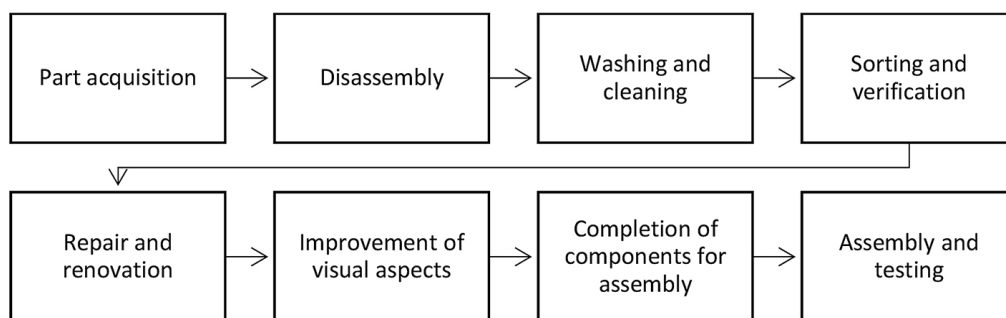 Part acquisition
Disassembly
Washing and
cleaning
Sorting and
verification
Repair and
renovation
Improvement of
visual aspects
Completion of
components for
assembly
Assembly and
testing